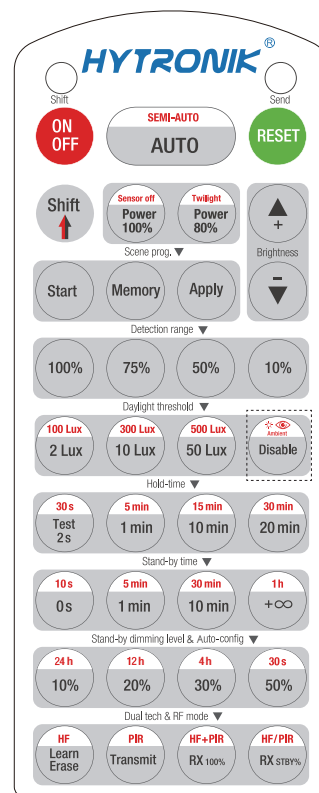 HYTRONIK®
Shift
Send
ON
OFF
SEMI-AUTO
AUTO
RESET
Shift
Sensor off
Power
100%
Twilight
Power
80%
+
Brightness
Scene prog. ▼
Start
Memory
Apply
Detection range ▼
100%
75%
50%
10%
Daylight threshold ▼
100 Lux
2 Lux
300 Lux
10 Lux
500 Lux
50 Lux
Ambient
Disable
Hold-time ▼
30 s
Test
2 s
5 min
1 min
15 min
10 min
30 min
20 min
Stand-by time ▼
10 s
0 s
5 min
1 min
30 min
10 min
1 h
+∞
Stand-by dimming level & Auto-config ▼
24 h
10%
12 h
20%
4 h
30%
30 s
50%
Dual tech & RF mode ▼
HF
Learn
Erase
PIR
Transmit
HF+PIR
RX 100%
HF/PIR
RX STBY%